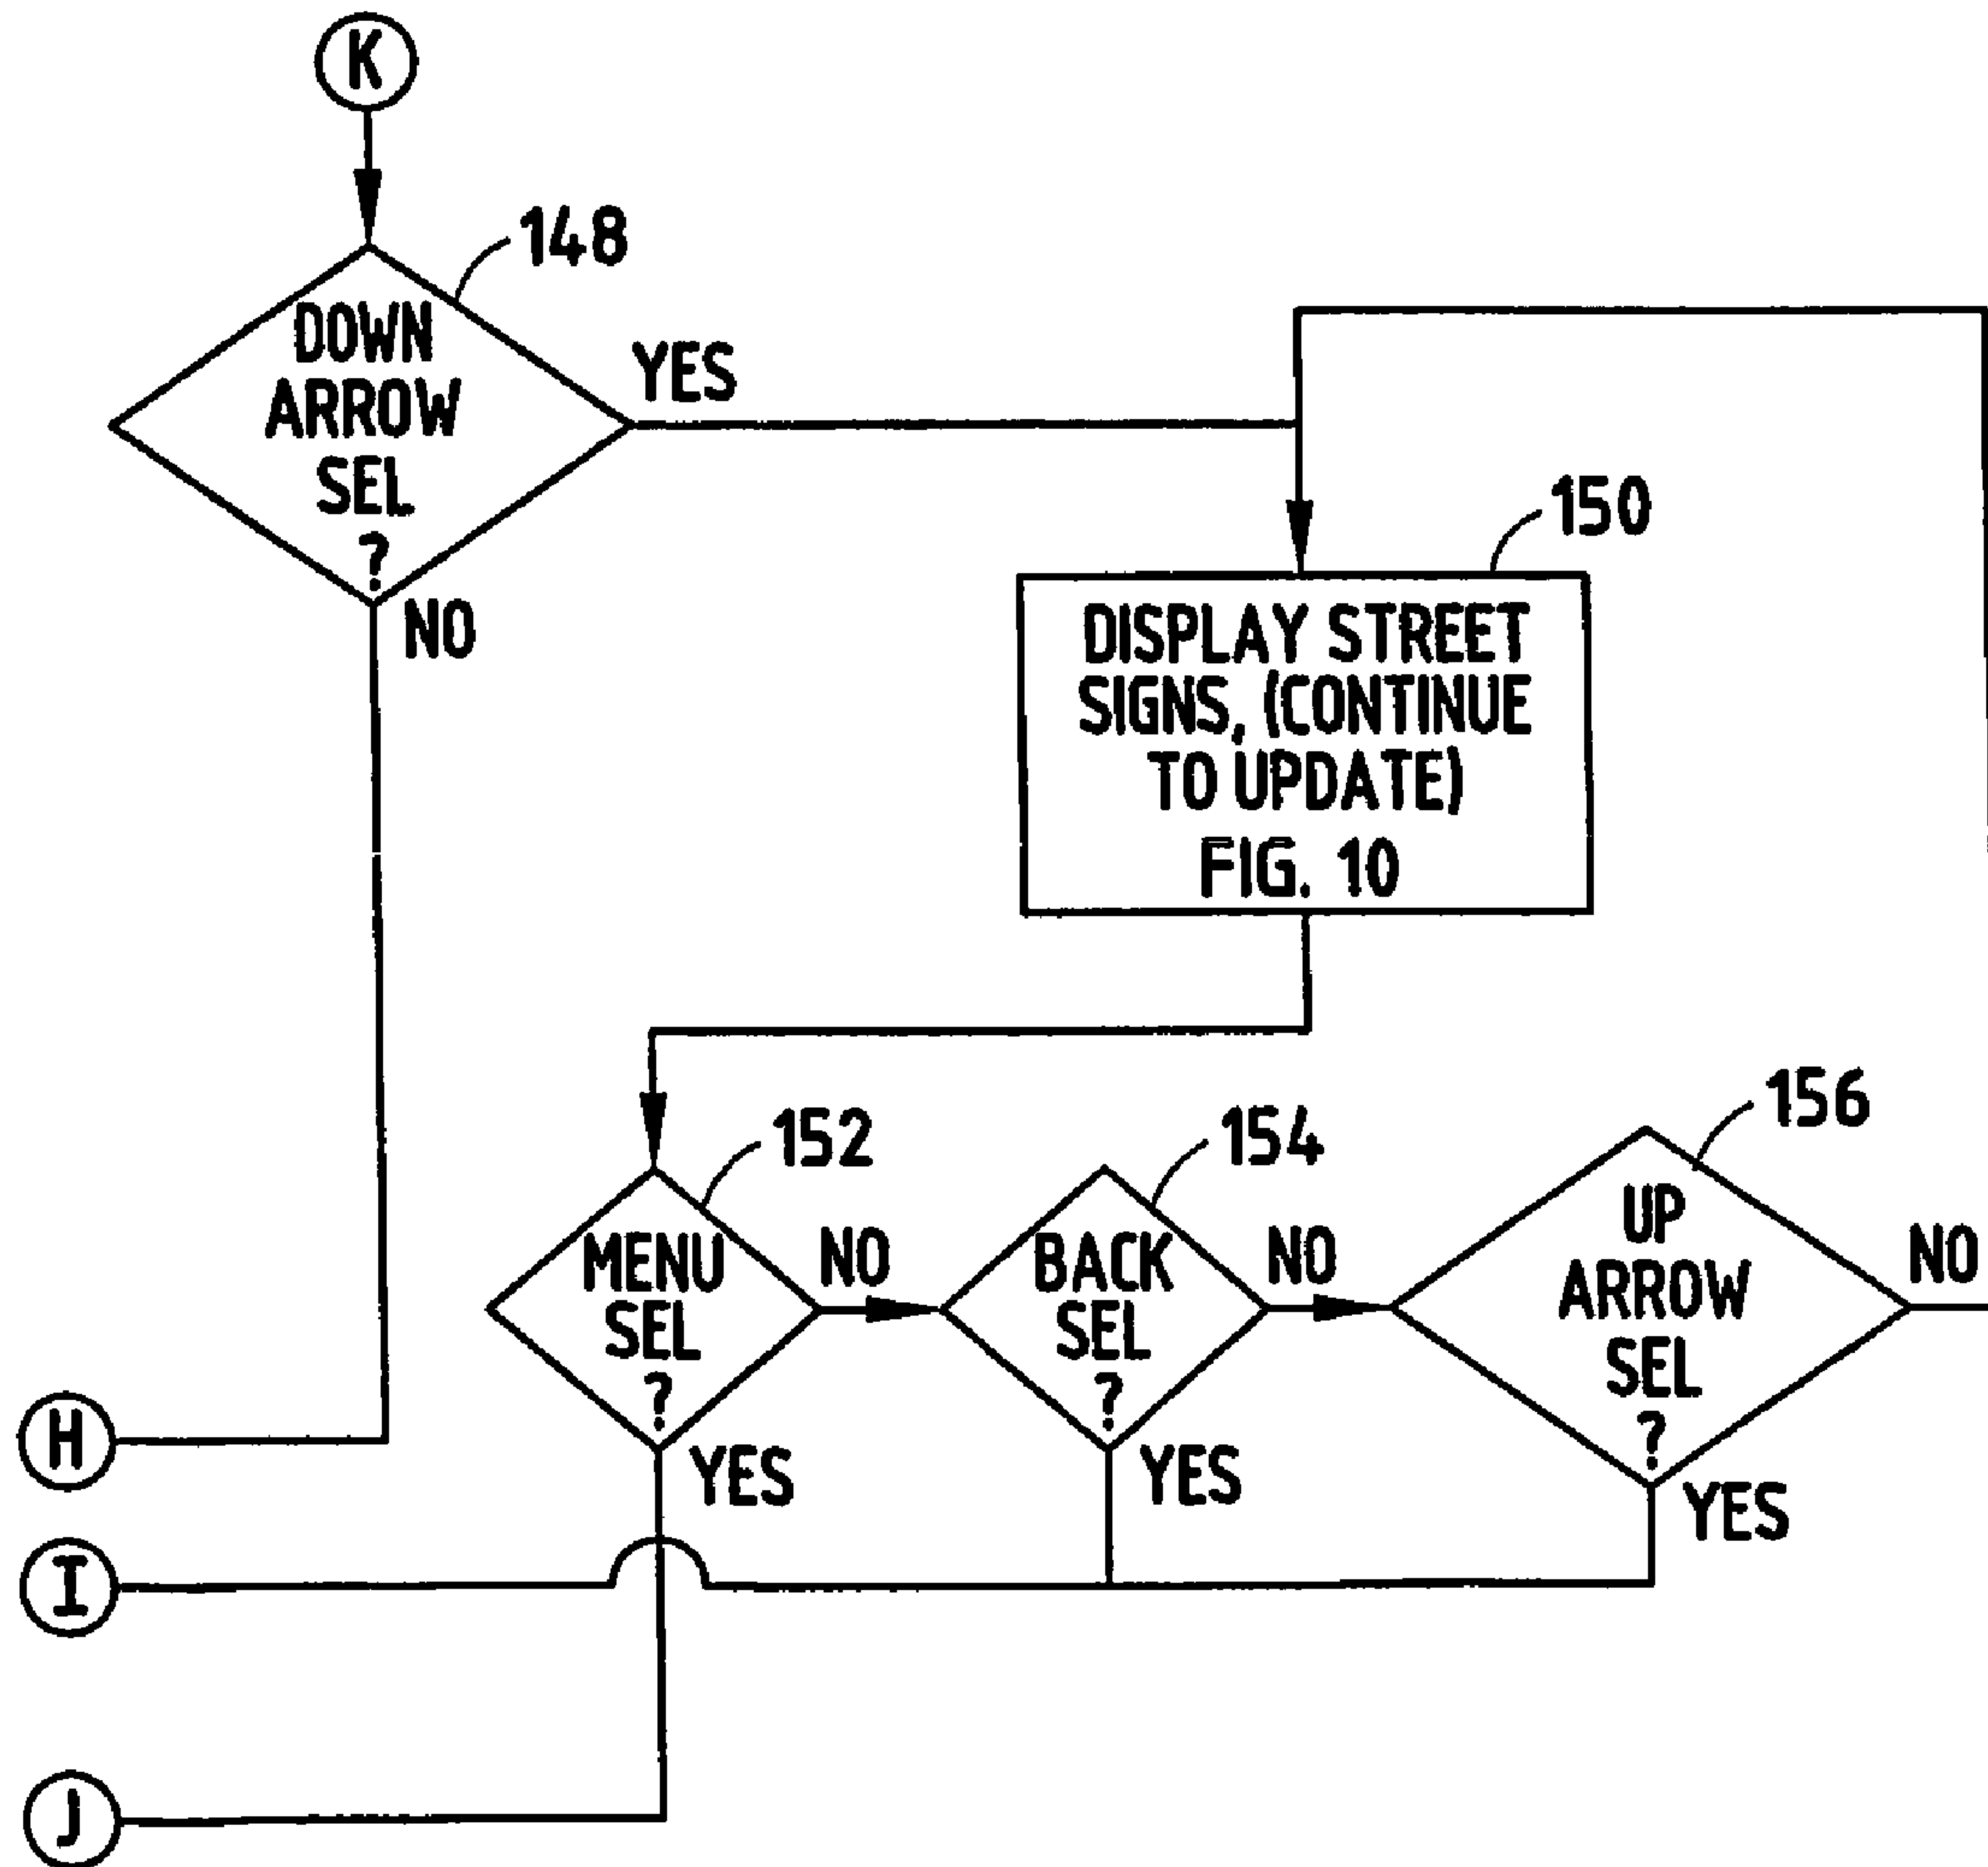 K
148
DOWN
ARROW
SEL
?
YES
NO
150
DISPLAY STREET
SIGNS, (CONTINUE
TO UPDATE)
FIG. 10
152
MENU
SEL
?
NO
YES
154
BACK
SEL
?
NO
YES
156
UP
ARROW
SEL
?
NO
YES
H
I
J